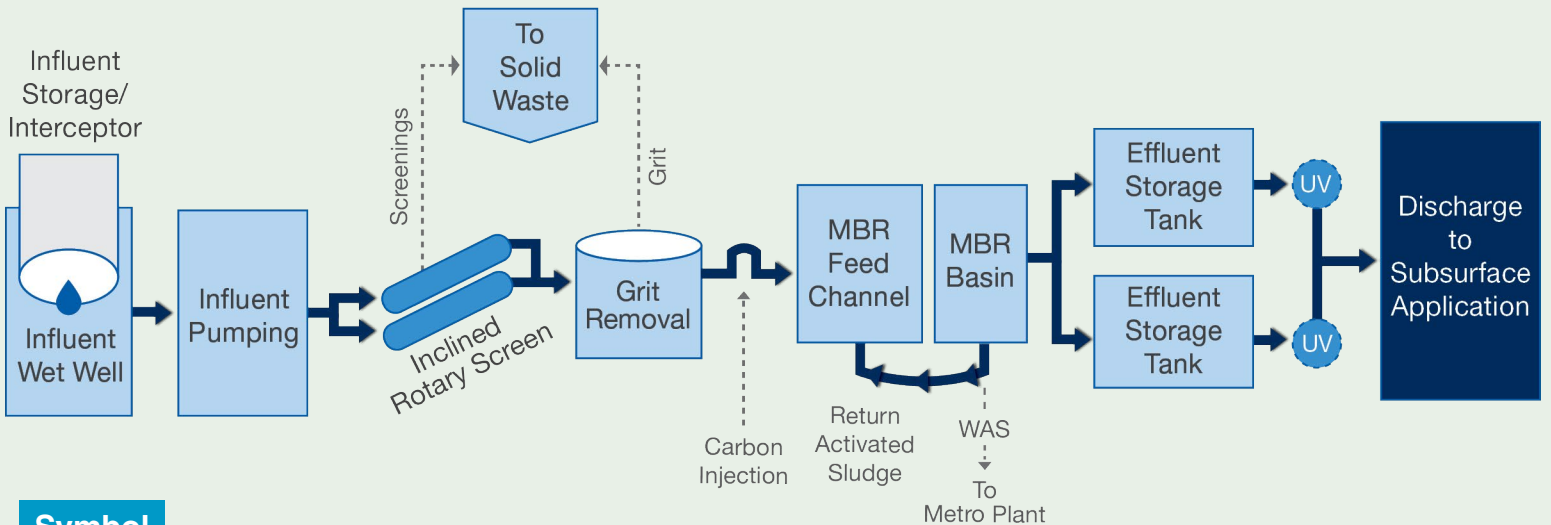 Influent
Storage/
Interceptor
Influent
Wet Well
Influent
Pumping
Screenings
To
Solid
Waste
Grit
Inclined
Rotary Screen
Grit
Removal
Carbon
Injection
MBR
Feed
Channel
MBR
Basin
Return
Activated
Sludge
WAS
To
Metro Plant
Effluent
Storage
Tank
UV
Effluent
Storage
Tank
UV
Discharge
to
Subsurface
Application
Symbol